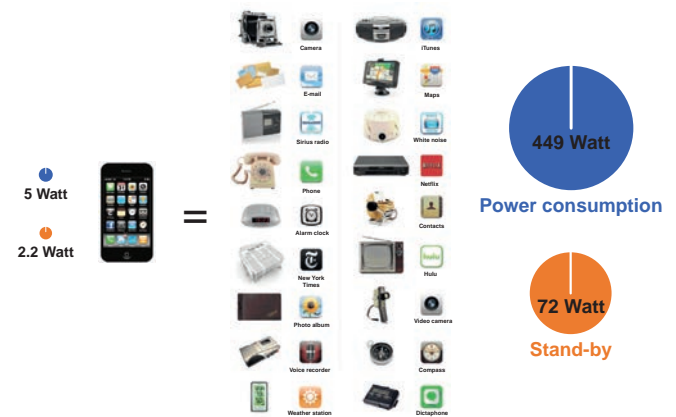 5 Watt
2.2 Watt
=
Camera
iTunes
E-mail
Maps
Sirius radio
White noise
Phone
Netflix
Alarm clock
Contacts
New York
Times
hulu
Hulu
Photo album
Video camera
Voice recorder
Compass
Weather station
Dictaphone
449 Watt
Power consumption
72 Watt
Stand-by